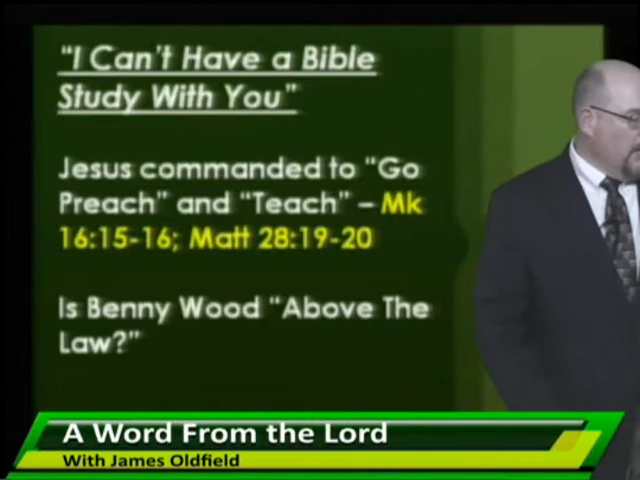 "I Can't Have a Bible
Study With You"
Jesus commanded to "Go
Preach" and "Teach" – Mk
16:15-16; Matt 28:19-20
Is Benny Wood "Above The
Law?"
A Word From the Lord
With James Oldfield